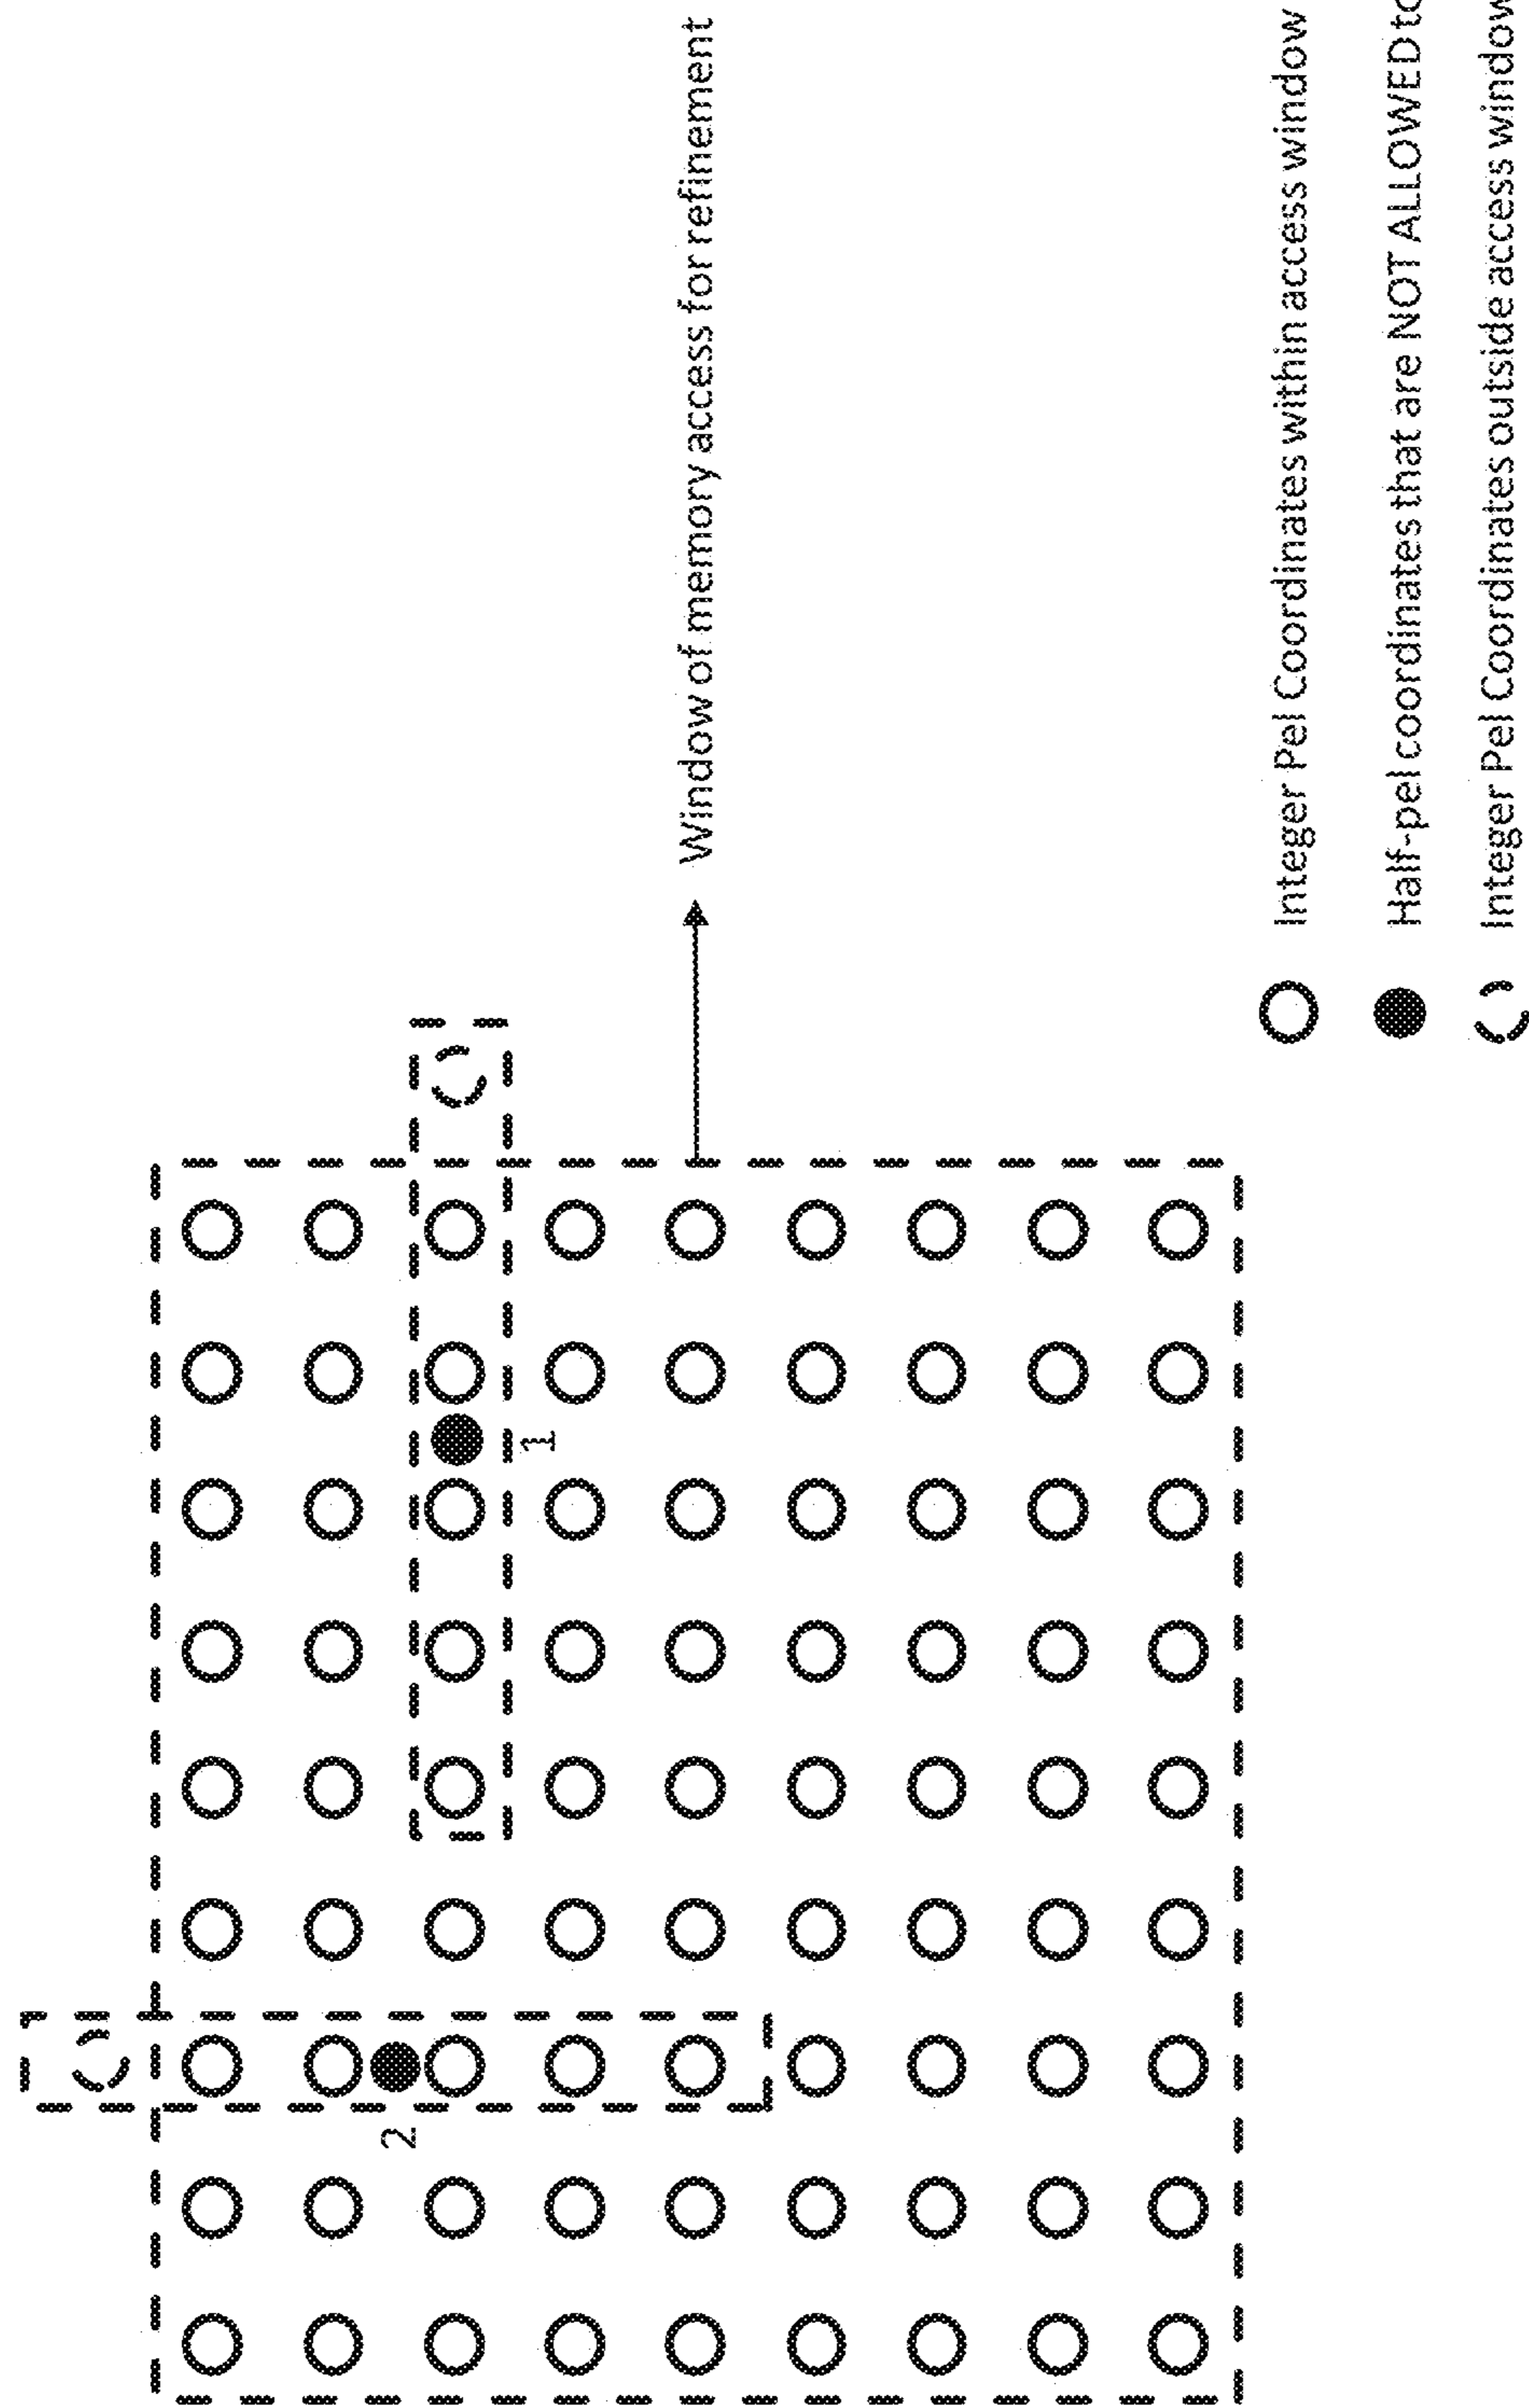 Window of memory access for refinement
1
2
Integer Pel Coordinates within access window
Half-pel coordinates that are NOT ALLOWED to
Integer Pel Coordinates outside access window